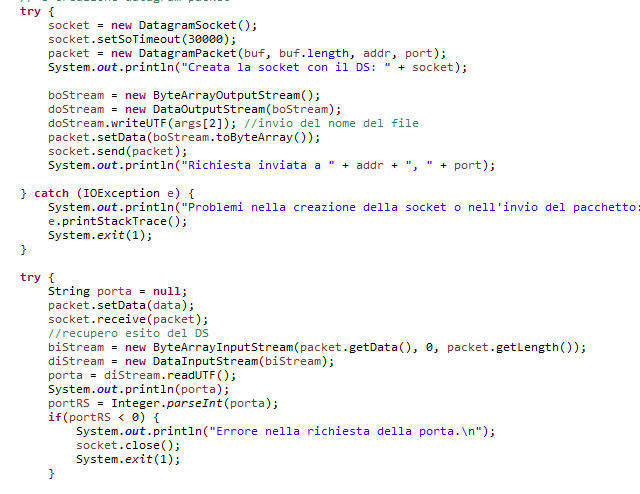 try {
socket = new DatagramSocket();
socket.setSoTimeout(30000);
packet = new DatagramPacket(buf, buf.length, addr, port);
System.out.println("Creata la socket con il DS: " + socket);
boStream = new ByteArrayOutputStream();
doStream = new DataOutputStream(boStream);
doStream.writeUTF(args[2]); //invio del nome del file
packet.setData(boStream.toByteArray());
socket.send(packet);
System.out.println("Richiesta inviata a " + addr + ", " + port);
} catch (IOException e) {
System.out.println("Problemi nella creazione della socket o nell'invio del pacchetto:
e.printStackTrace();
System.exit(1);
}
try {
String porta = null;
packet.setData(data);
socket.receive(packet);
//recupero esito del DS
biStream = new ByteArrayInputStream(packet.getData(), 0, packet.getLength());
diStream = new DataInputStream(biStream);
porta = diStream.readUTF();
System.out.println(porta);
portRS = Integer.parseInt(porta);
if(portRS < 0) {
System.out.println("Errore nella richiesta della porta.\n");
socket.close();
System.exit(1);
}